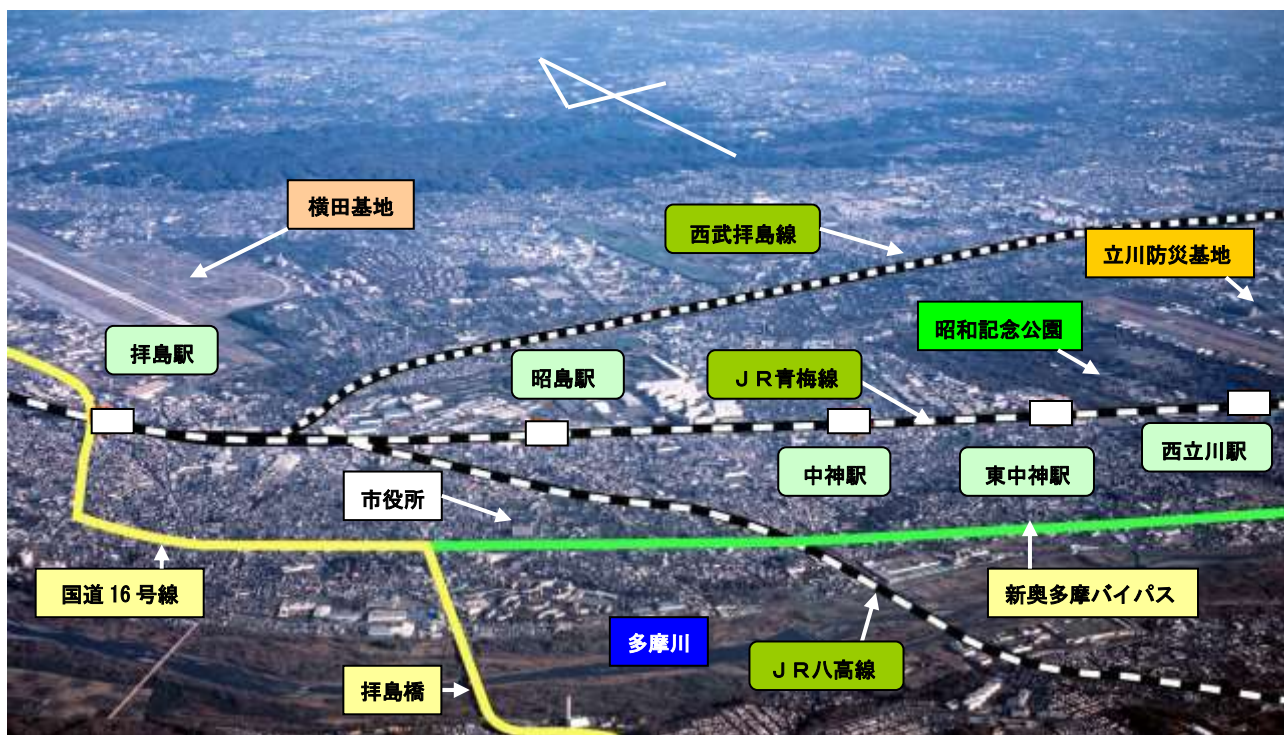 横田基地
西武拝島線
立川防災基地
昭和記念公園
拝島駅
昭島駅
ＪＲ青梅線
西立川駅
中神駅
東中神駅
市役所
国道16号線
新奥多摩バイパス
多摩川
ＪＲ八高線
拝島橋